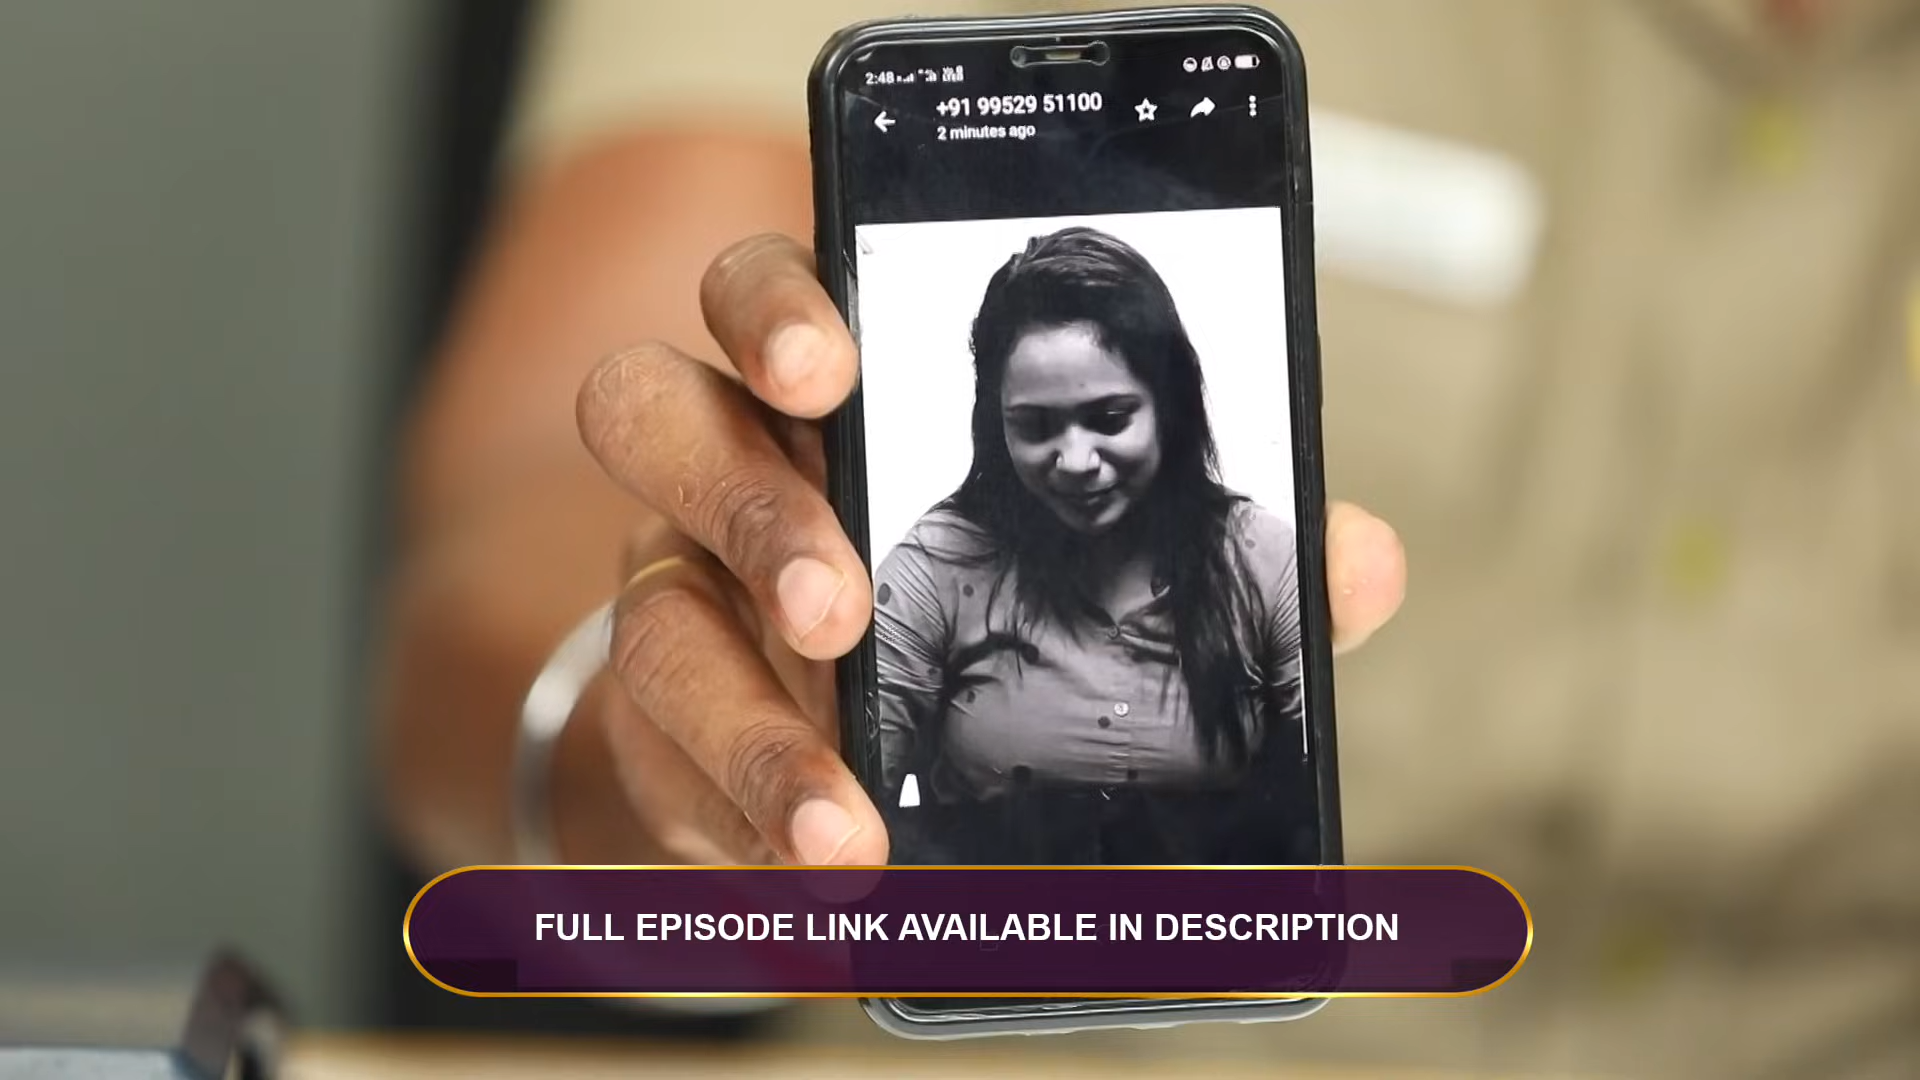 2:48
+91 99529 51100
2 minutes ago
FULL EPISODE LINK AVAILABLE IN DESCRIPTION